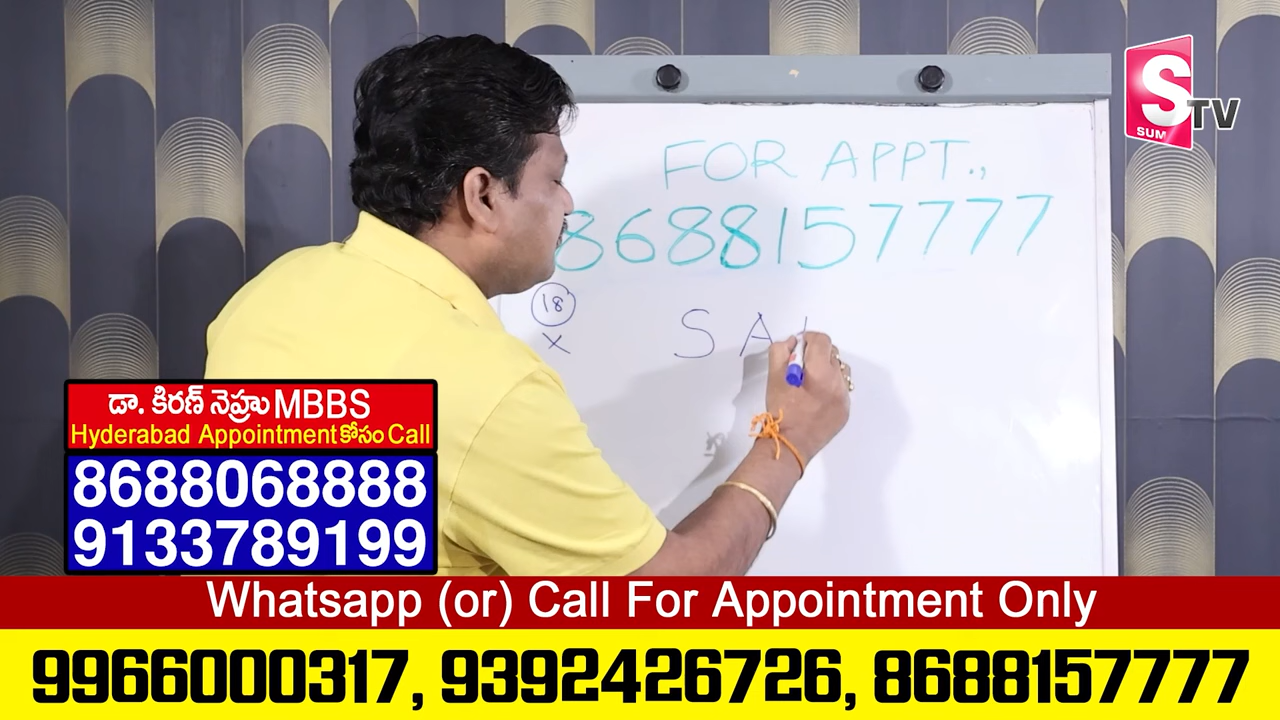 S TV
SUM
FOR APPT.,
8688157777
18
X
SA
డా. కిరణ్ నెహ్రు MBBS
Hyderabad Appointment కోసం Call
8688068888
9133789199
Whatsapp (or) Call For Appointment Only
9966000317, 9392426726, 8688157777